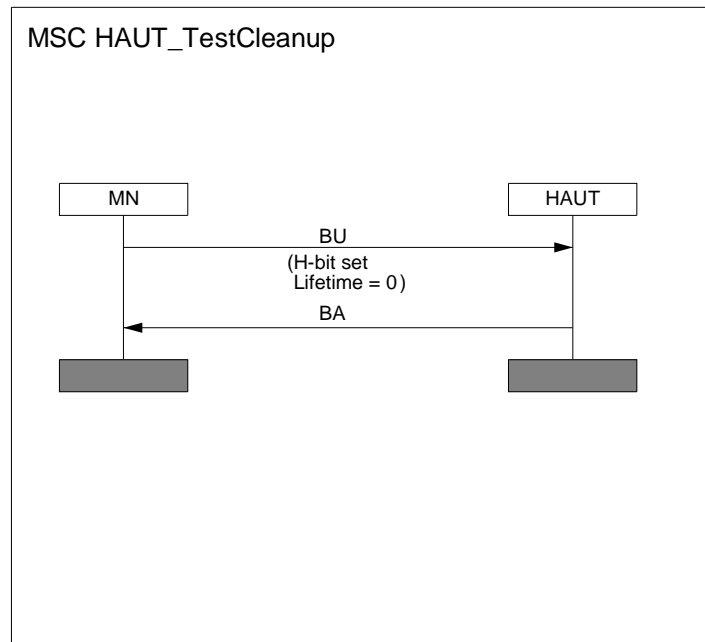 MSC HAUT_TestCleanup
MN
HAUT
BU
(H-bit set
Lifetime = 0)
BA